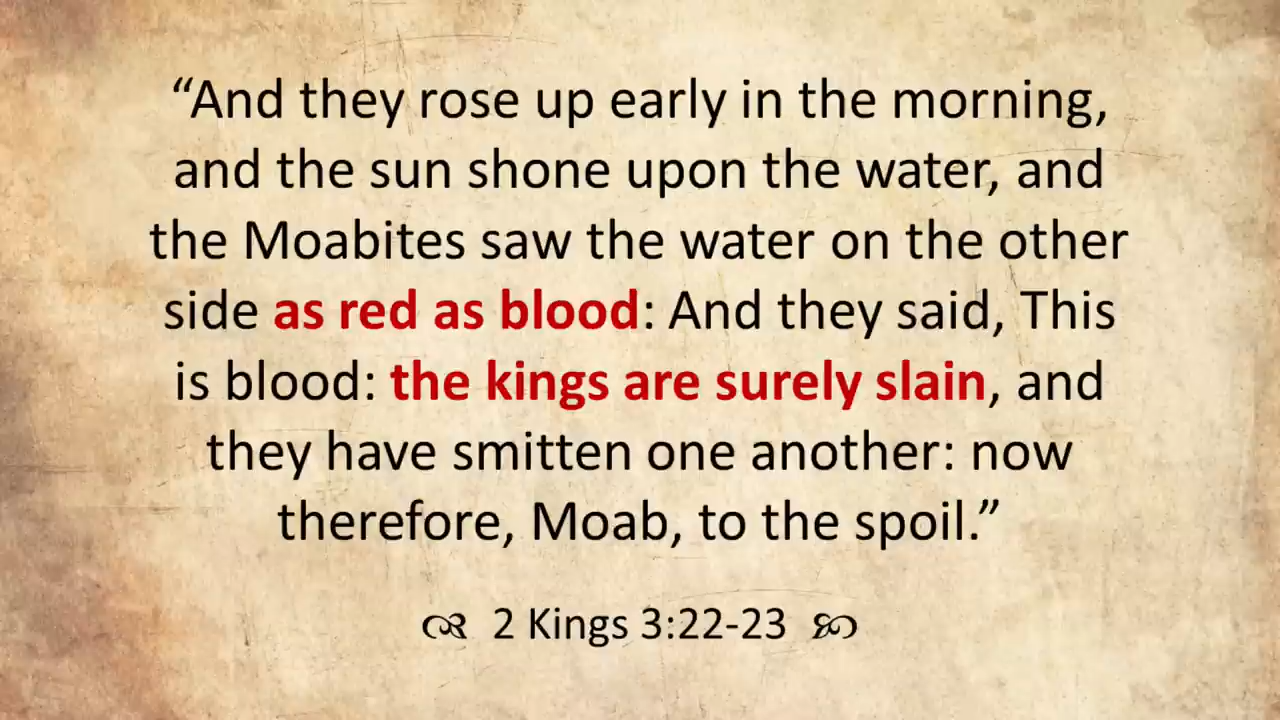 “And they rose up early in the morning,
and the sun shone upon the water, and
the Moabites saw the water on the other
side as red as blood: And they said, This
is blood: the kings are surely slain, and
they have smitten one another: now
therefore, Moab, to the spoil.”
2 Kings 3:22-23